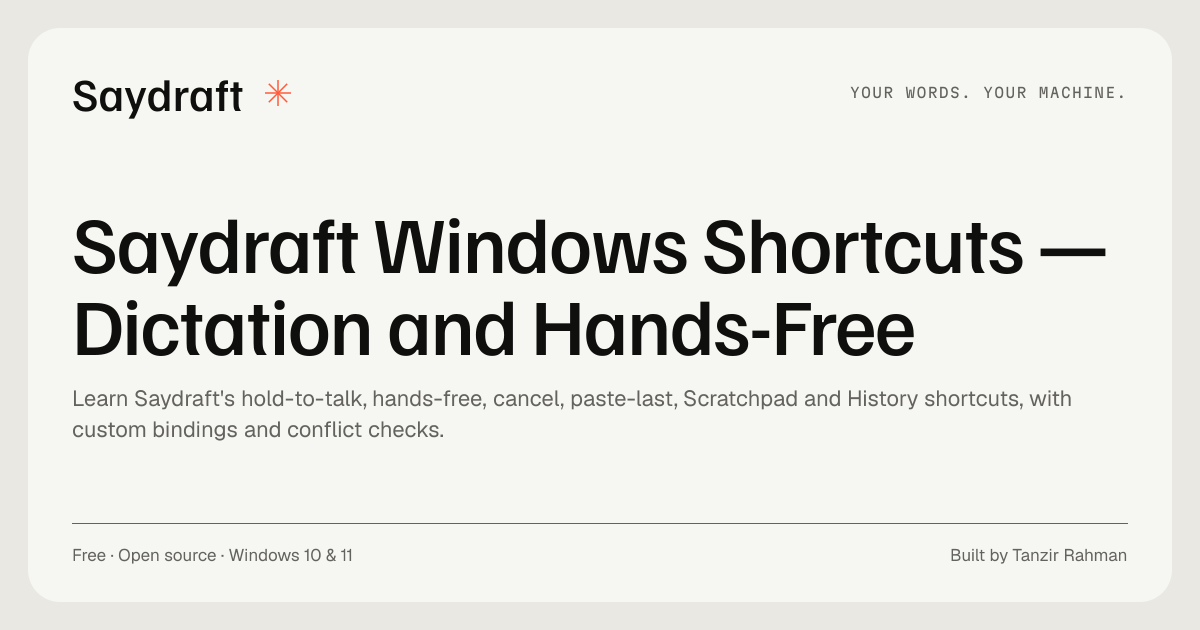 Saydraft
YOUR WORDS. YOUR MACHINE.
Saydraft Windows Shortcuts —
Dictation and Hands-Free
Learn Saydraft's hold-to-talk, hands-free, cancel, paste-last, Scratchpad and History shortcuts, with
custom bindings and conflict checks.
Free · Open source · Windows 10 & 11
Built by Tanzir Rahman